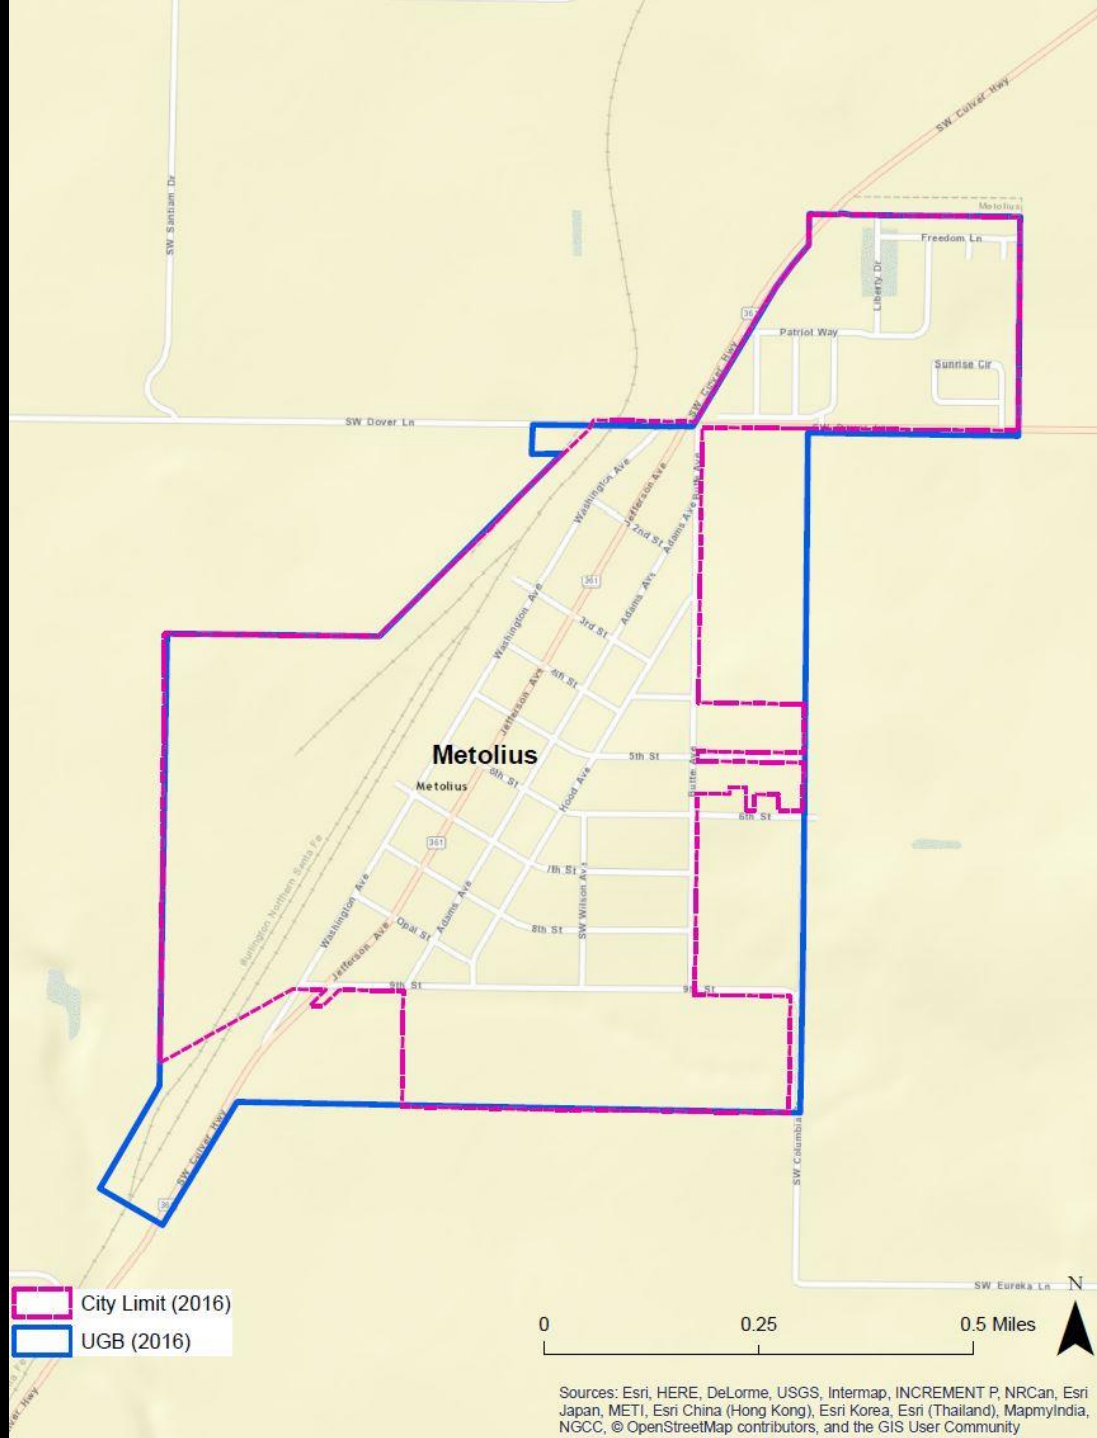 SW Culver Hwy
SW Santiam Dr
Metolius
Freedom Ln
Liberty Dr
361
Patriot Way
SW Culver Hwy
Sunrise Cir
SW Dover Ln
Butte Ave
Washington Ave
Jefferson Ave
2nd St
Adams Ave
361
Adams Ave
Washington Ave
3rd St
4th St
Jefferson Ave
Metolius
5th St
Butte Ave
6th St
Metolius
Hood Ave
6th St
361
Burlington Northern Santa Fe
7th St
SW Wilson Ave
Washington Ave
Adams Ave
Opal St
8th St
Jefferson Ave
9th St
9th St
SW Culver Hwy
SW Columbia
361
SW Eureka Ln
N
City Limit (2016)
UGB (2016)
0 0.25 0.5 Miles
Sources: Esri, HERE, DeLorme, USGS, Intermap, INCREMENT P, NRCan, Esri
Japan, METI, Esri China (Hong Kong), Esri Korea, Esri (Thailand), MapmyIndia,
NGCC, © OpenStreetMap contributors, and the GIS User Community